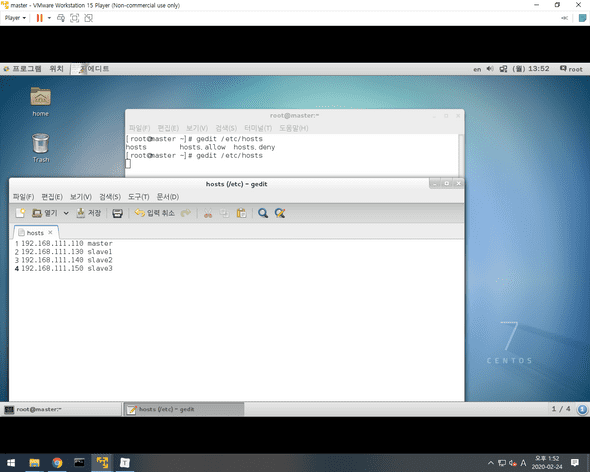 master - VMware Workstation 15 Player (Non-commercial use only)
Player
프로그램 위치 에디트 en (월) 13:52 root
home
Trash
root@master:~
파일(F) 편집(E) 보기(V) 검색(S) 터미널(T) 도움말(H)
[root@master ~]# gedit /etc/hosts
hosts hosts.allow hosts.deny
[root@master ~]# gedit /etc/hosts
hosts (/etc) - gedit
파일(F) 편집(E) 보기(V) 검색(S) 도구(T) 문서(D)
열기 저장 입력 취소
hosts
1 192.168.111.110 master
2 192.168.111.130 slave1
3 192.168.111.140 slave2
4 192.168.111.150 slave3
7
CENTOS
root@master:~ hosts (/etc) - gedit 1 / 4
A 오후 1:52
2020-02-24